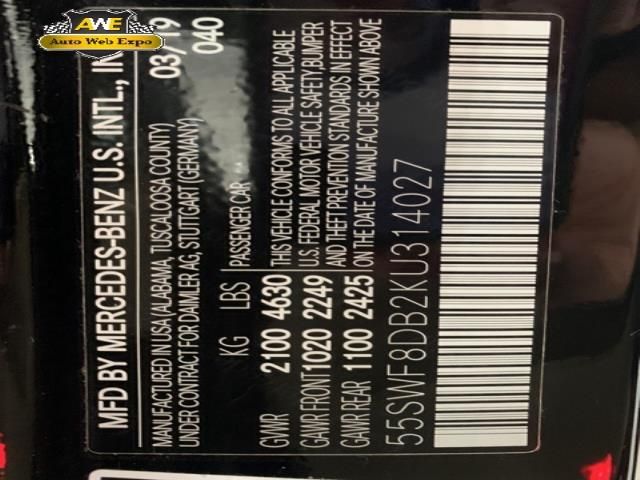 AWE
Auto Web Expo
MFD BY MERCEDES-BENZ U.S. INTL.,
03/19
040
MANUFACTURED IN USA (ALABAMA, TUSCALOOSA COUNTY)
UNDER CONTRACT FOR DAIMLER AG, STUTTGART (GERMANY)
KG LBS PASSENGER CAR
GVWR 2100 4630 THIS VEHICLE CONFORMS TO ALL APPLICABLE
GAWR FRONT 1020 2249 U.S. FEDERAL MOTOR VEHICLE SAFETY, BUMPER
GAWR REAR 1100 2425 AND THEFT PREVENTION STANDARDS IN EFFECT
ON THE DATE OF MANUFACTURE SHOWN ABOVE
55SWF8DB2KU314027